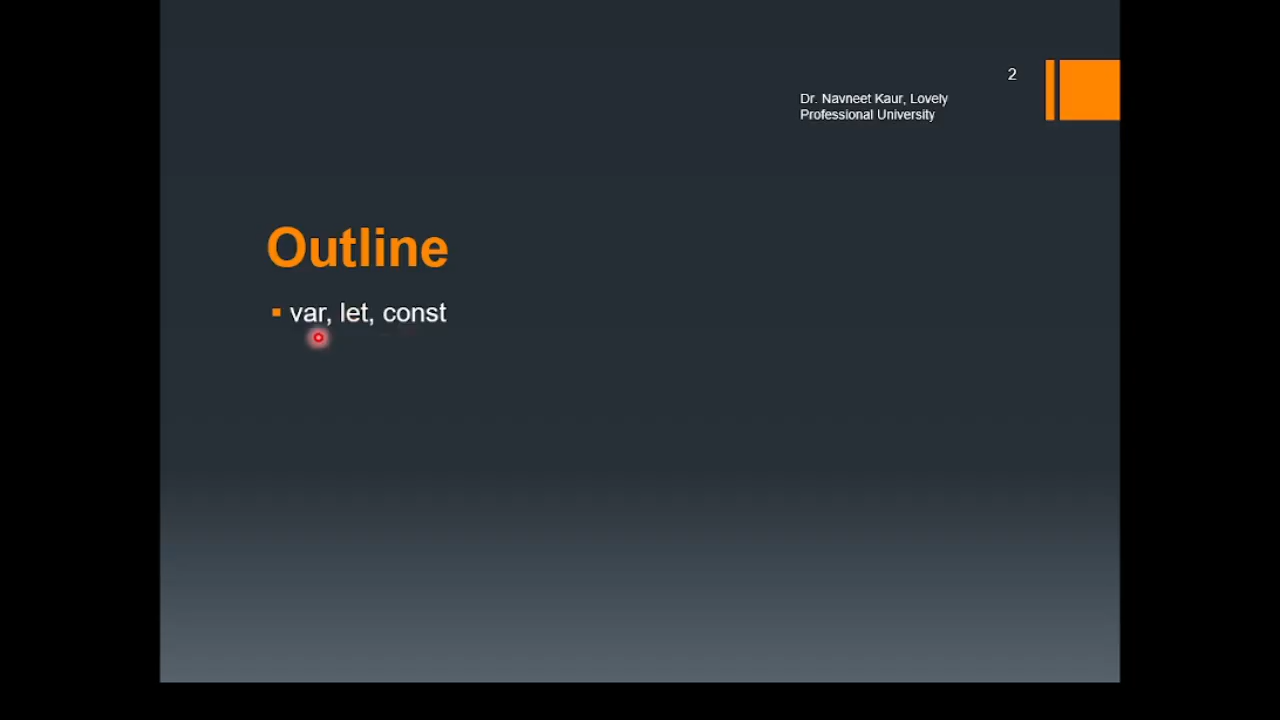 2
Dr. Navneet Kaur, Lovely
Professional University
Outline
var, let, const